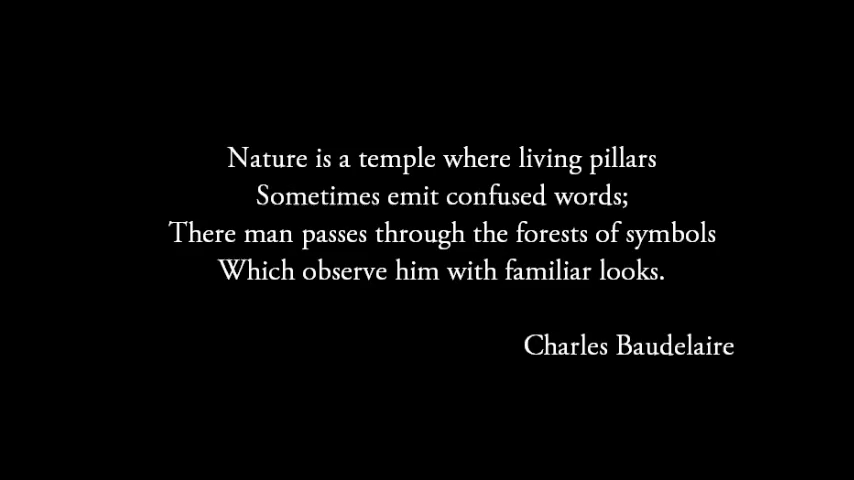 Nature is a temple where living pillars
Sometimes emit confused words;
There man passes through the forests of symbols
Which observe him with familiar looks.
Charles Baudelaire